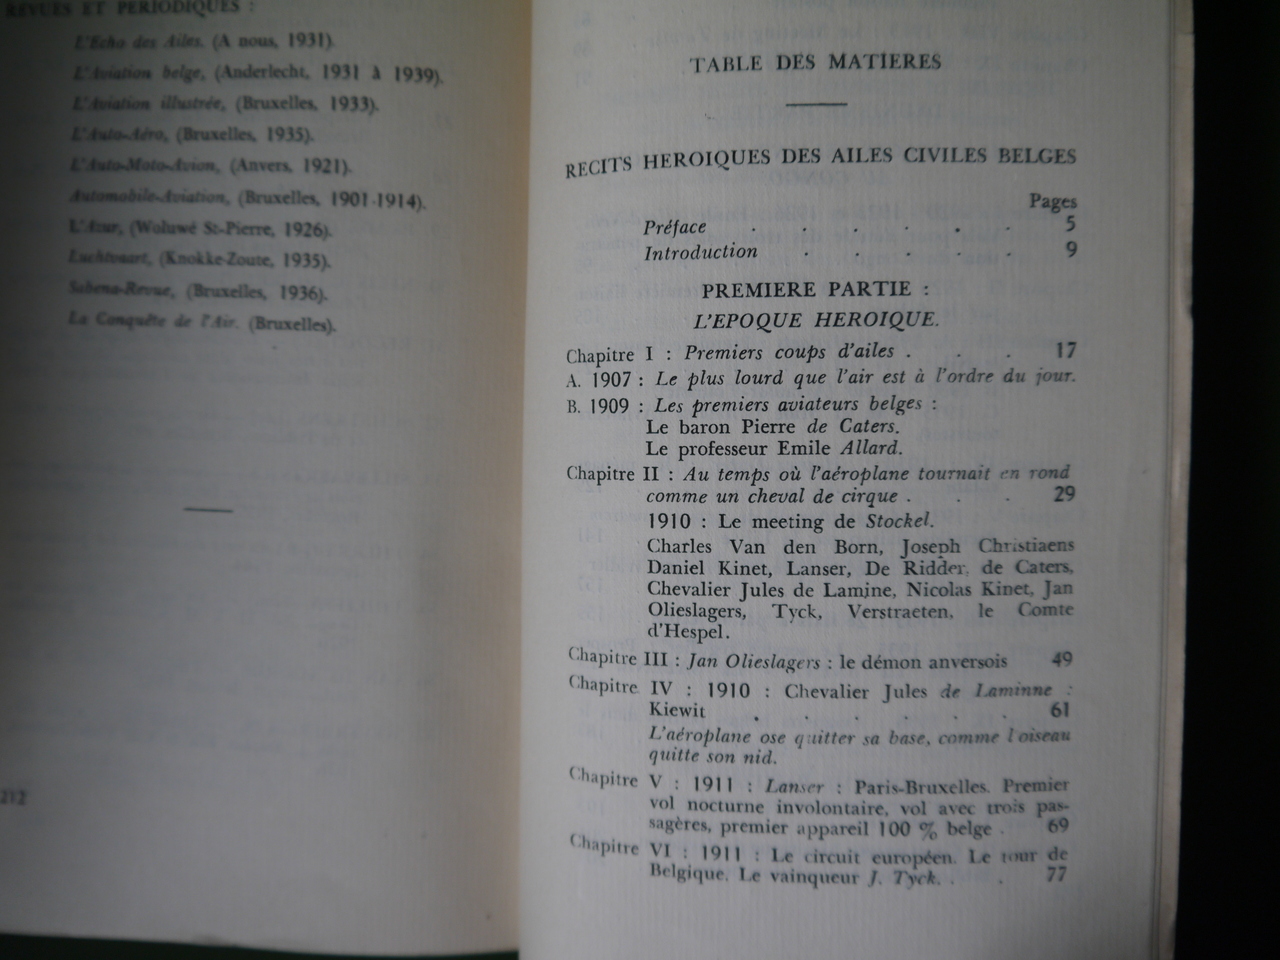 REVUES ET PERIODIQUES :
L'Echo des Ailes. (A nous, 1931).
L'Aviation belge, (Anderlecht, 1931 à 1939).
L'Aviation illustrée, (Bruxelles, 1933).
L'Auto-Aéro, (Bruxelles, 1935).
L'Auto-Moto-Avion, (Anvers, 1921).
Automobile-Aviation, (Bruxelles, 1901-1914).
L'Azur, (Woluwé St-Pierre, 1926).
Luchtvaart, (Knokke-Zoute, 1935).
Sabena-Revue, (Bruxelles, 1936).
La Conquête de l'Air. (Bruxelles).
212
TABLE DES MATIERES
RECITS HEROIQUES DES AILES CIVILES BELGES
Pages
Préface . . . . . . 5
Introduction . . . . . 9
PREMIERE PARTIE :
L'EPOQUE HEROIQUE.
Chapitre I : Premiers coups d'ailes . . . 17
A. 1907 : Le plus lourd que l'air est à l'ordre du jour.
B. 1909 : Les premiers aviateurs belges :
Le baron Pierre de Caters.
Le professeur Emile Allard.
Chapitre II : Au temps où l'aéroplane tournait en rond
comme un cheval de cirque . . . 29
1910 : Le meeting de Stockel.
Charles Van den Born, Joseph Christiaens
Daniel Kinet, Lanser, De Ridder, de Caters,
Chevalier Jules de Lamine, Nicolas Kinet, Jan
Olieslagers, Tyck, Verstraeten, le Comte
d'Hespel.
Chapitre III : Jan Olieslagers : le démon anversois 49
Chapitre IV : 1910 : Chevalier Jules de Laminne :
Kiewit . . . . . . 61
L'aéroplane ose quitter sa base, comme l'oiseau
quitte son nid.
Chapitre V : 1911 : Lanser : Paris-Bruxelles. Premier
vol nocturne involontaire, vol avec trois pas-
sagères, premier appareil 100 % belge . 69
Chapitre VI : 1911 : Le circuit européen. Le tour de
Belgique. Le vainqueur J. Tyck. . . 77